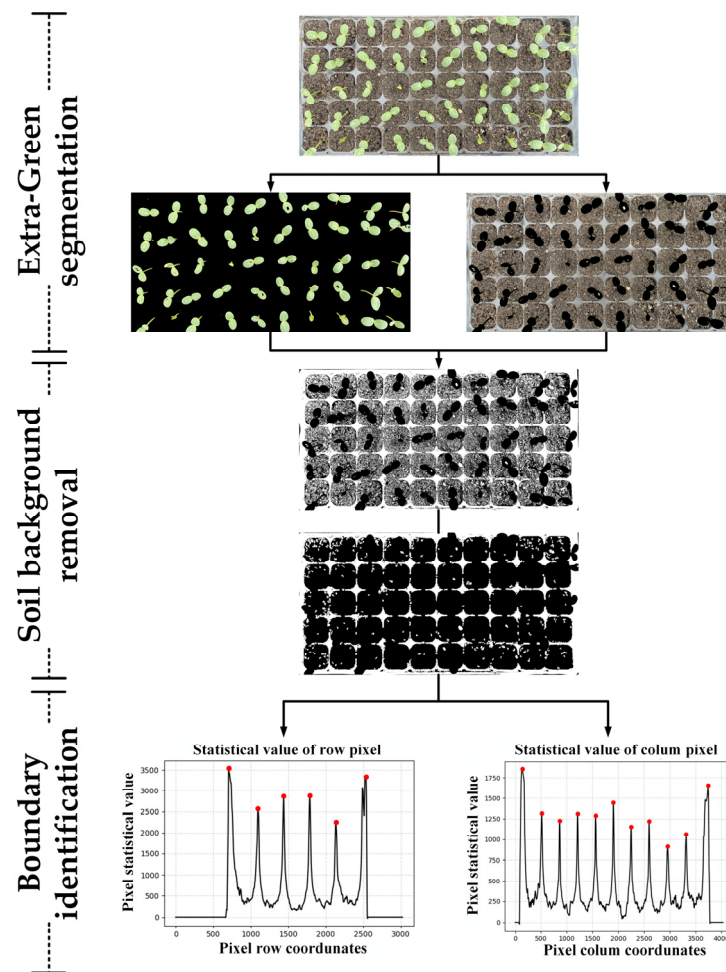 Extra-Green
segmentation
Soil background
removal
Boundary
identification
Statistical value of row pixel
Pixel statistical value
3500
3000
2500
2000
1500
1000
500
0
0 500 1000 1500 2000 2500 3000
Pixel row coordunates
Statistical value of colum pixel
Pixel statistical value
1750
1500
1250
1000
750
500
250
0
0 500 1000 1500 2000 2500 3000 3500
Pixel colum coordunates